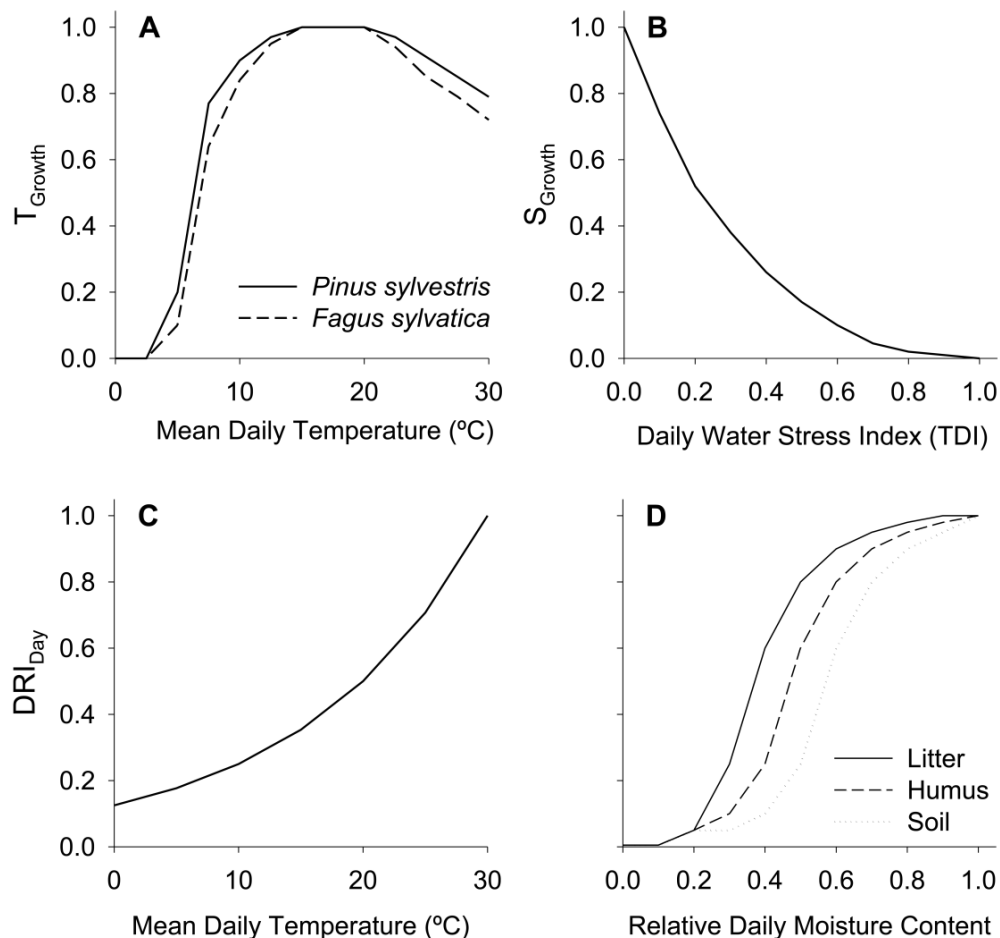 A
1.0
0.8
0.6
0.4
0.2
0.0
T Growth
Pinus sylvestris
Fagus sylvatica
0 10 20 30
Mean Daily Temperature (ºC)
B
1.0
0.8
0.6
0.4
0.2
0.0
S Growth
0.0 0.2 0.4 0.6 0.8 1.0
Daily Water Stress Index (TDI)
C
1.0
0.8
0.6
0.4
0.2
0.0
DRI Day
0 10 20 30
Mean Daily Temperature (ºC)
D
Litter
Humus
Soil
0.0 0.2 0.4 0.6 0.8 1.0
Relative Daily Moisture Content